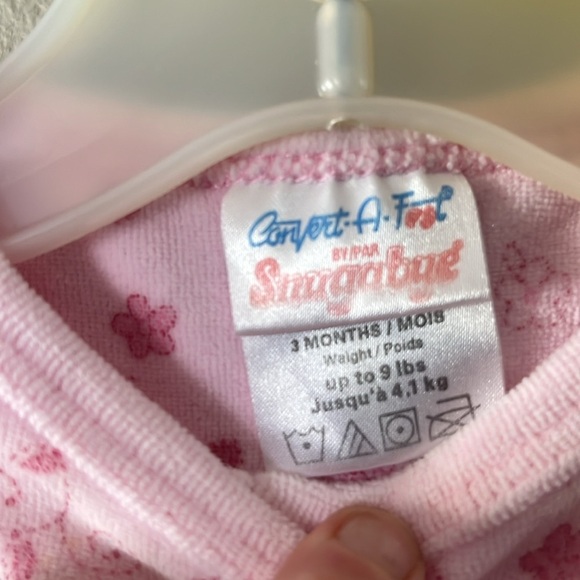 Convert-A-Foot
BY/PAR
Snugabye
3 MONTHS / MOIS
Weight / Poids
up to 9 lbs
Jusqu'à 4.1 kg